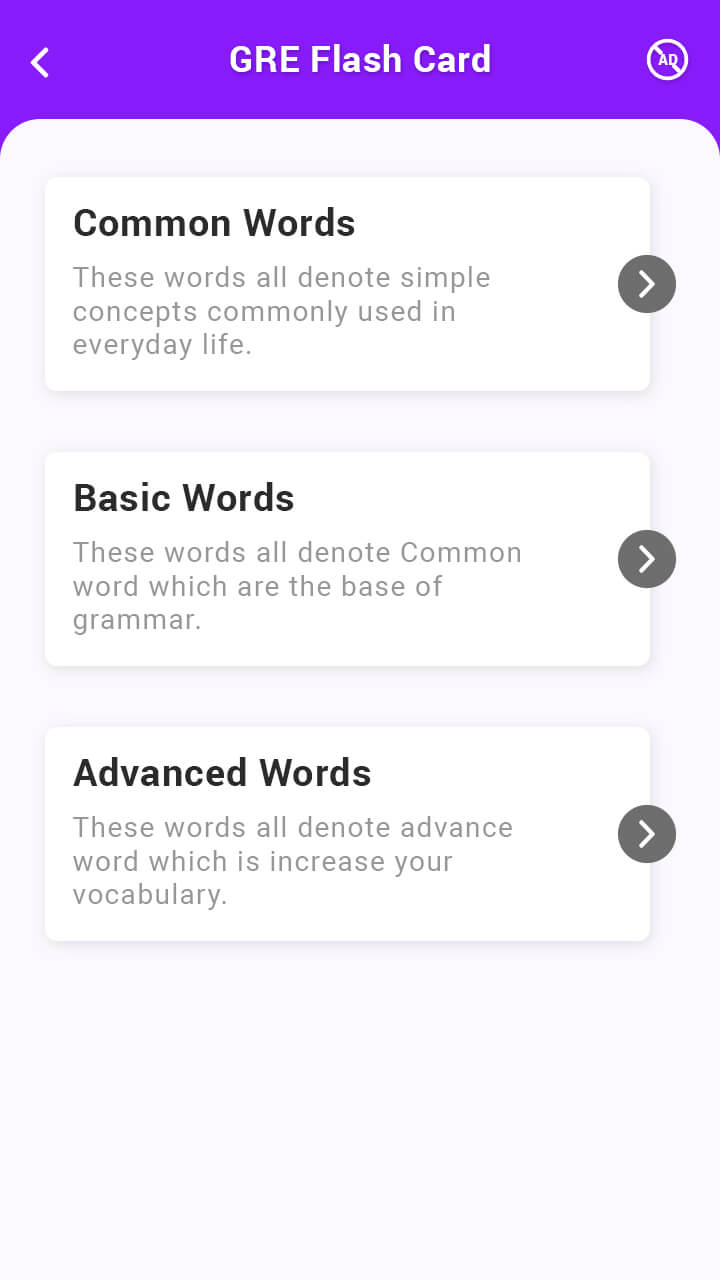 GRE Flash Card
AD
Common Words
These words all denote simple
concepts commonly used in
everyday life.
Basic Words
These words all denote Common
word which are the base of
grammar.
Advanced Words
These words all denote advance
word which is increase your
vocabulary.